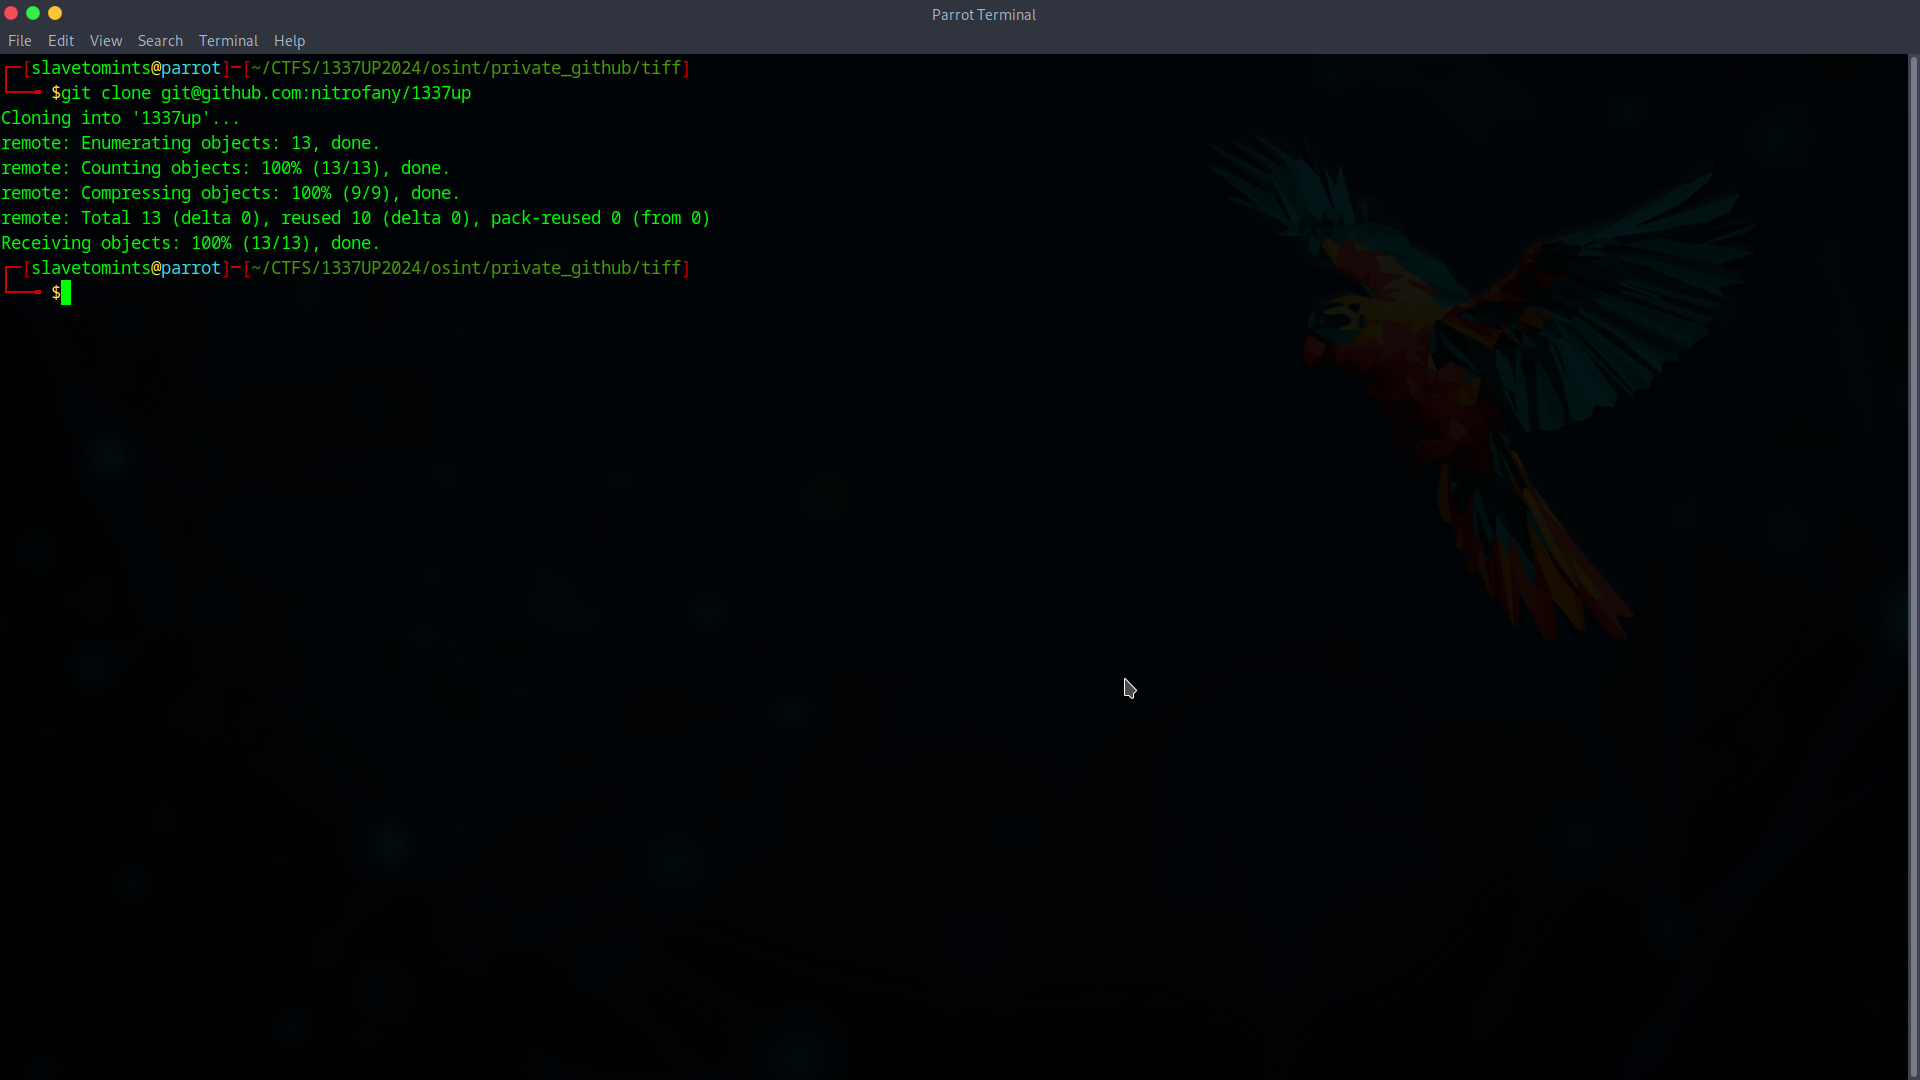 Parrot Terminal
File Edit View Search Terminal Help
┌─[slavetomints@parrot]─[~/CTFS/1337UP2024/osint/private_github/tiff]
└──╼ $git clone git@github.com:nitrofany/1337up
Cloning into '1337up'...
remote: Enumerating objects: 13, done.
remote: Counting objects: 100% (13/13), done.
remote: Compressing objects: 100% (9/9), done.
remote: Total 13 (delta 0), reused 10 (delta 0), pack-reused 0 (from 0)
Receiving objects: 100% (13/13), done.
┌─[slavetomints@parrot]─[~/CTFS/1337UP2024/osint/private_github/tiff]
└──╼ $